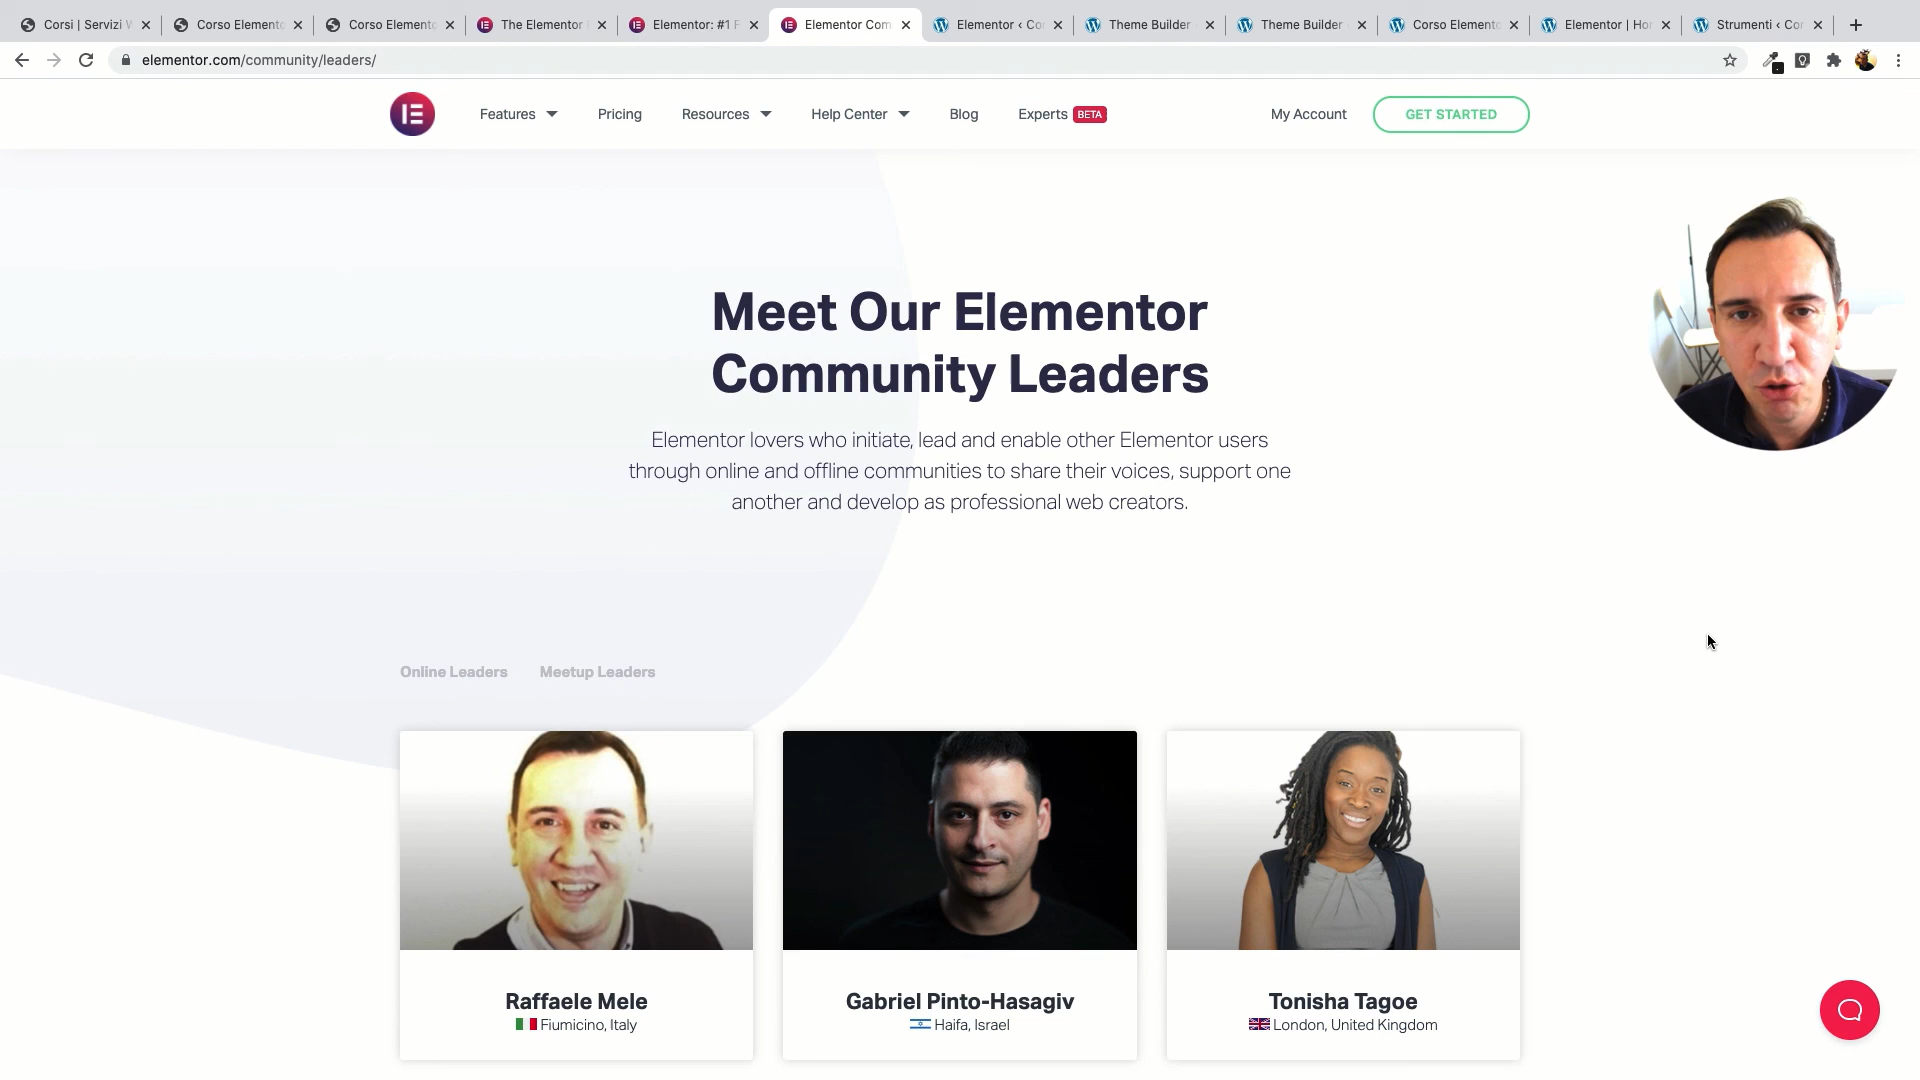 Corsi | Servizi W
Corso Elemento
Corso Elemento
The Elementor
Elementor: #1 F
Elementor Com
Elementor ‹ Co
Theme Builder
Theme Builder
Corso Elemento
Elementor | Ho
Strumenti ‹ Co
elementor.com/community/leaders/
Features
Pricing
Resources
Help Center
Blog
Experts BETA
My Account
GET STARTED
Meet Our Elementor
Community Leaders
Elementor lovers who initiate, lead and enable other Elementor users
through online and offline communities to share their voices, support one
another and develop as professional web creators.
Online Leaders
Meetup Leaders
Raffaele Mele
Fiumicino, Italy
Gabriel Pinto-Hasagiv
Haifa, Israel
Tonisha Tagoe
London, United Kingdom